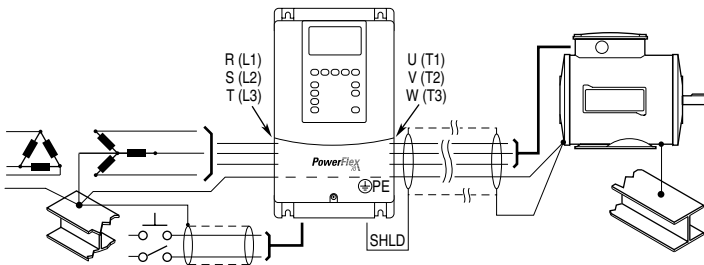 R (L1)
S (L2)
T (L3)
U (T1)
V (T2)
W (T3)
PowerFlex
PE
SHLD